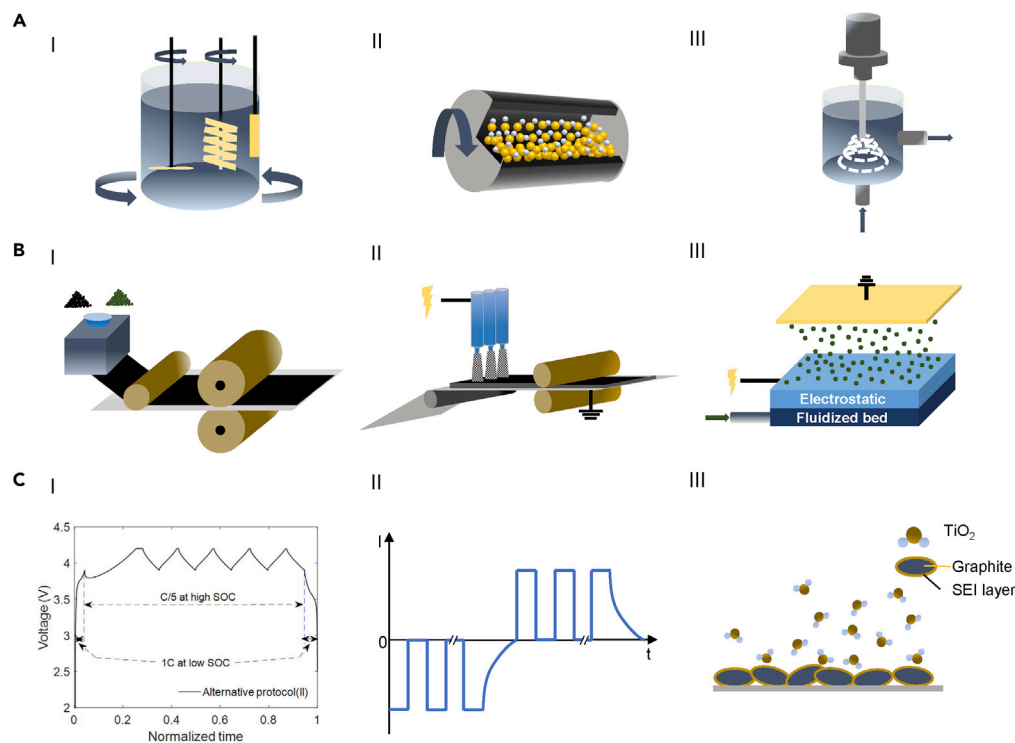 A
I
II
III
B
I
II
III
Electrostatic
Fluidized bed
C
I
II
III
4.5
4
3.5
3
2.5
2
Voltage (V)
C/5 at high SOC
1C at low SOC
Alternative protocol(II)
0
0.2
0.4
0.6
0.8
1
Normalized time
I
0
t
TiO₂
Graphite
SEI layer